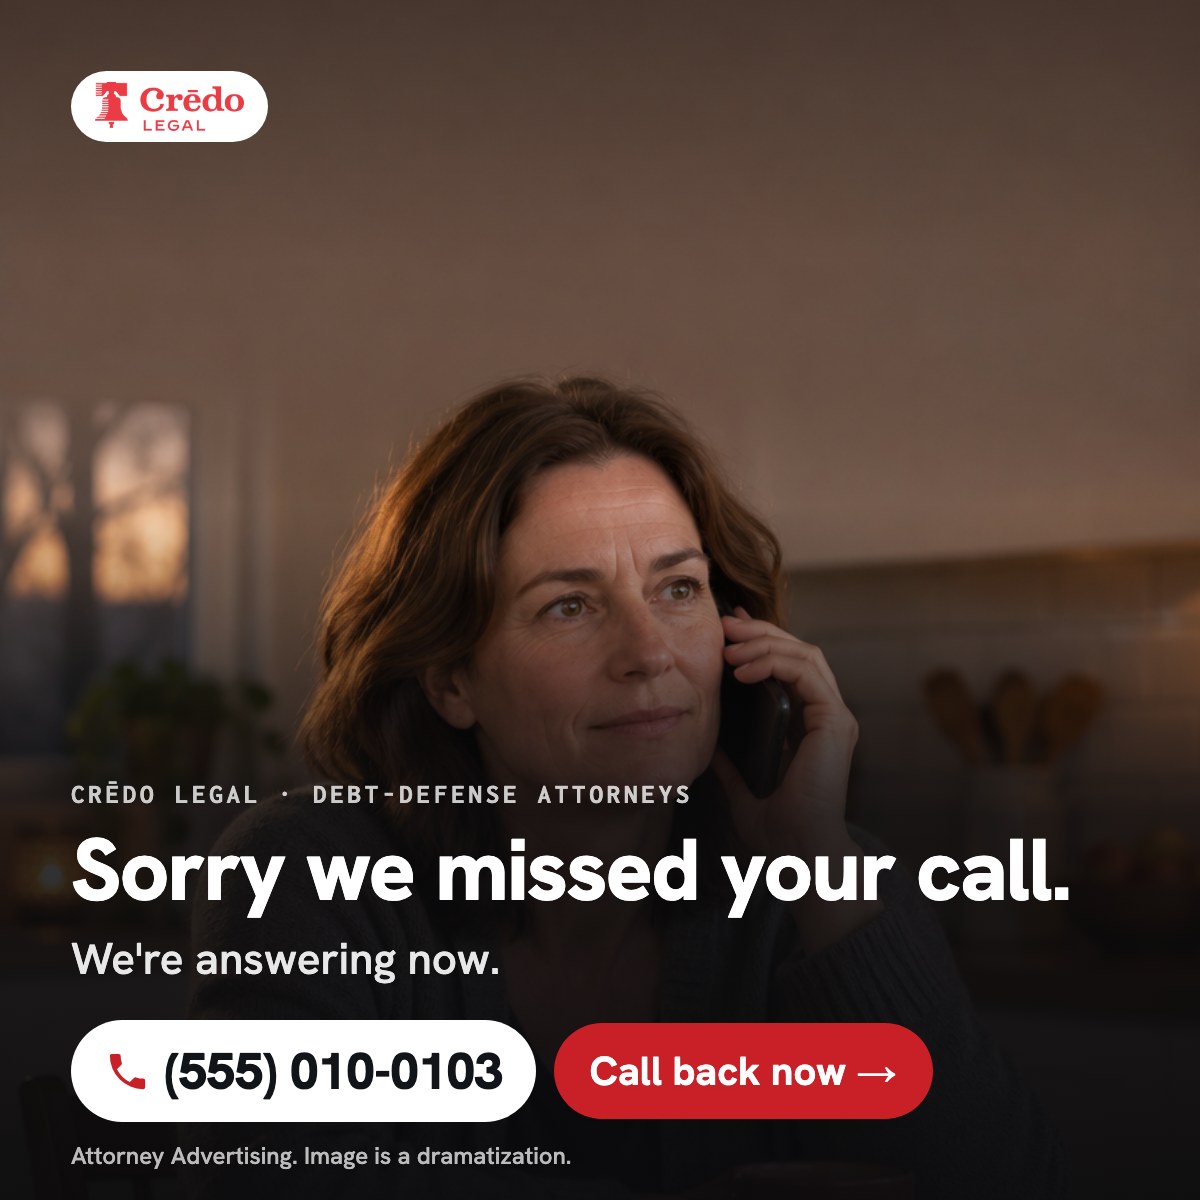 Crēdo
LEGAL
CRĒDO LEGAL · DEBT-DEFENSE ATTORNEYS
Sorry we missed your call.
We're answering now.
(555) 010-0103
Call back now →
Attorney Advertising. Image is a dramatization.